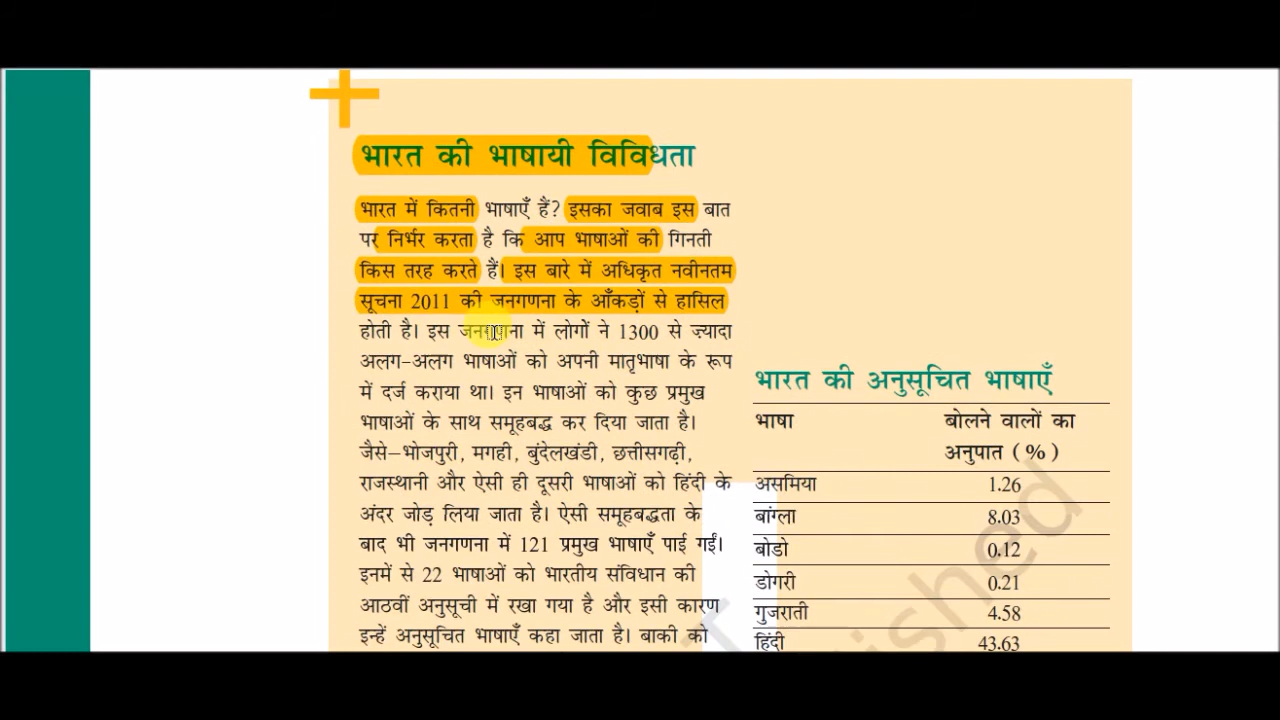 भारत की भाषायी विविधता
भारत में कितनी भाषाएँ हैं? इसका जवाब इस बात
पर निर्भर करता है कि आप भाषाओं की गिनती
किस तरह करते हैं। इस बारे में अधिकृत नवीनतम
सूचना 2011 की जनगणना के आँकड़ों से हासिल
होती है। इस जनगणना में लोगों ने 1300 से ज़्यादा
अलग-अलग भाषाओं को अपनी मातृभाषा के रूप
में दर्ज कराया था। इन भाषाओं को कुछ प्रमुख
भाषाओं के साथ समूहबद्ध कर दिया जाता है।
जैसे–भोजपुरी, मगही, बुंदेलखंडी, छत्तीसगढ़ी,
राजस्थानी और ऐसी ही दूसरी भाषाओं को हिंदी के
अंदर जोड़ लिया जाता है। ऐसी समूहबद्धता के
बाद भी जनगणना में 121 प्रमुख भाषाएँ पाई गईं।
इनमें से 22 भाषाओं को भारतीय संविधान की
आठवीं अनुसूची में रखा गया है और इसी कारण
इन्हें अनुसूचित भाषाएँ कहा जाता है। बाकी को
भारत की अनुसूचित भाषाएँ
भाषा बोलने वालों का
अनुपात (%)
असमिया 1.26
बांग्ला 8.03
बोडो 0.12
डोगरी 0.21
गुजराती 4.58
हिंदी 43.63